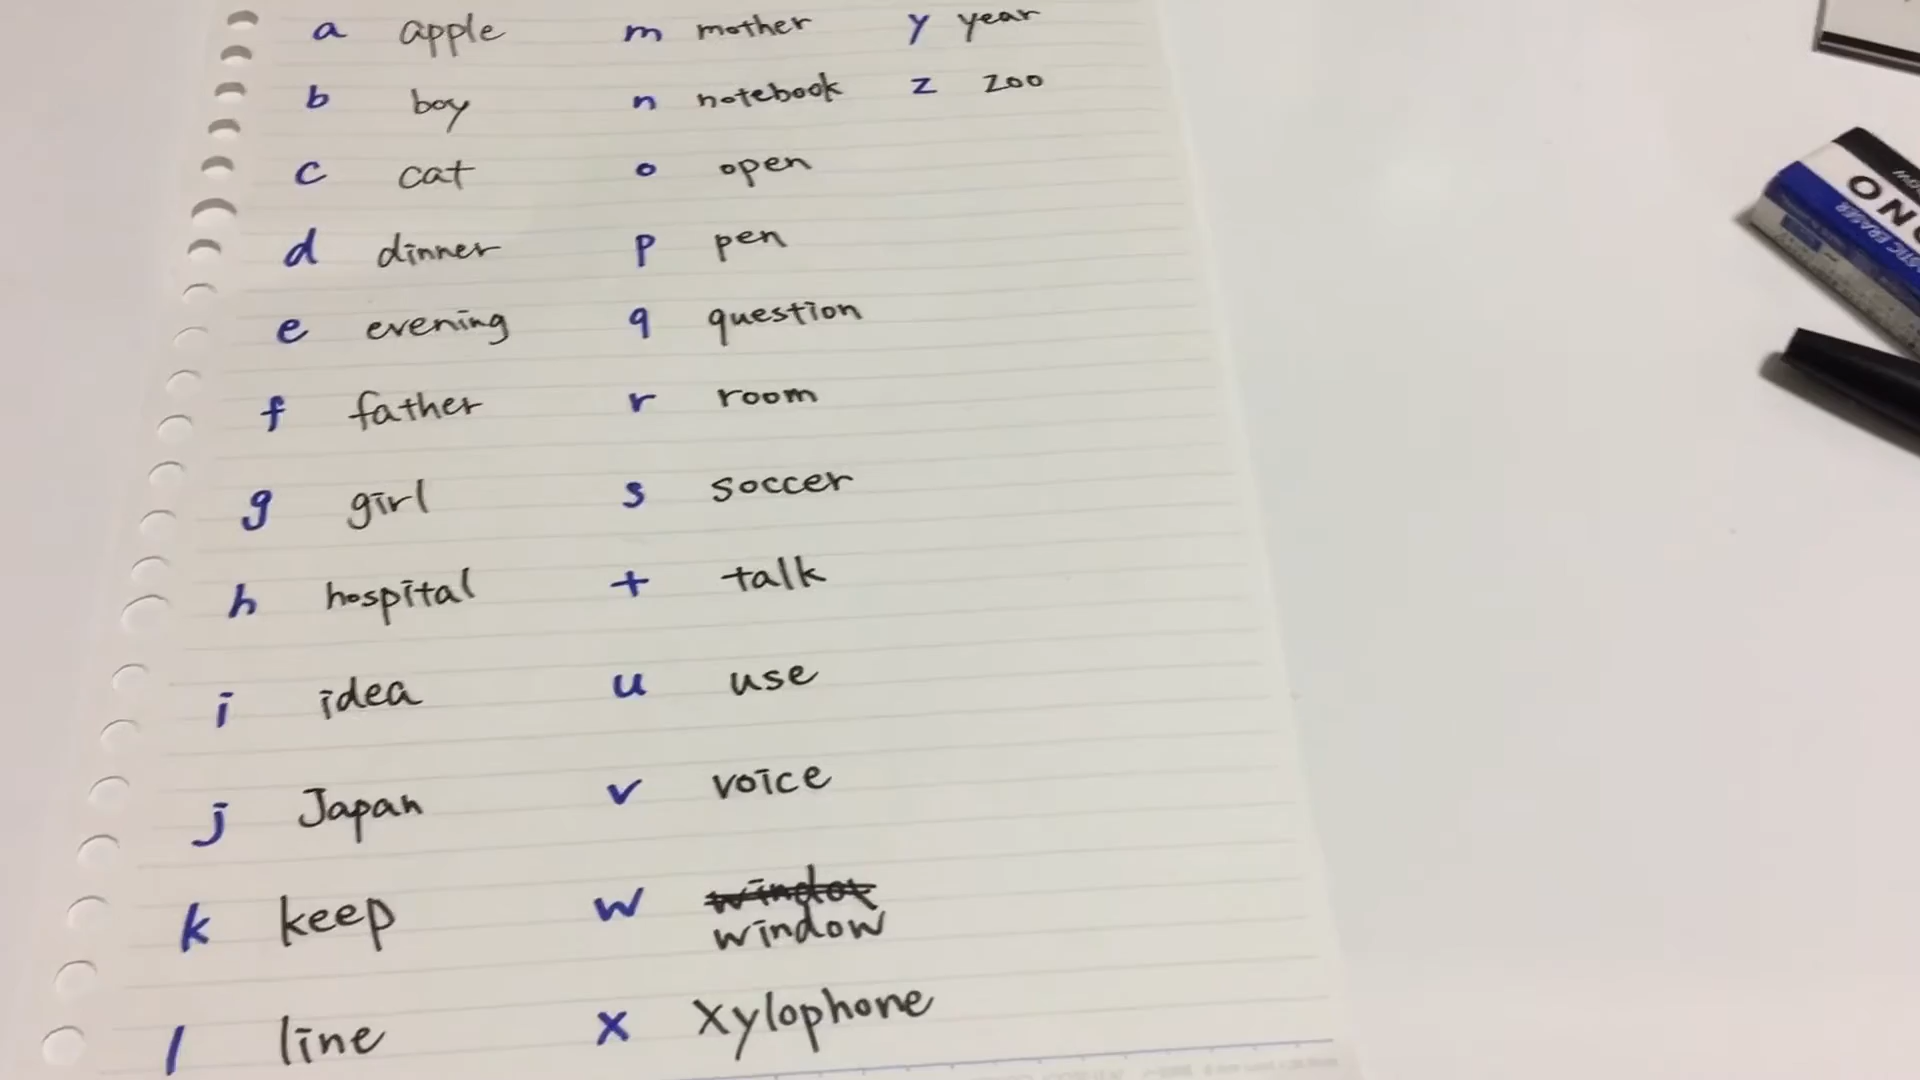 a apple
b boy
c cat
d dinner
e evening
f father
g girl
h hospital
i idea
j Japan
k keep
l line
m mother
n notebook
o open
p pen
q question
r room
s soccer
t talk
u use
v voice
w
window
x xylophone
y year
z zoo